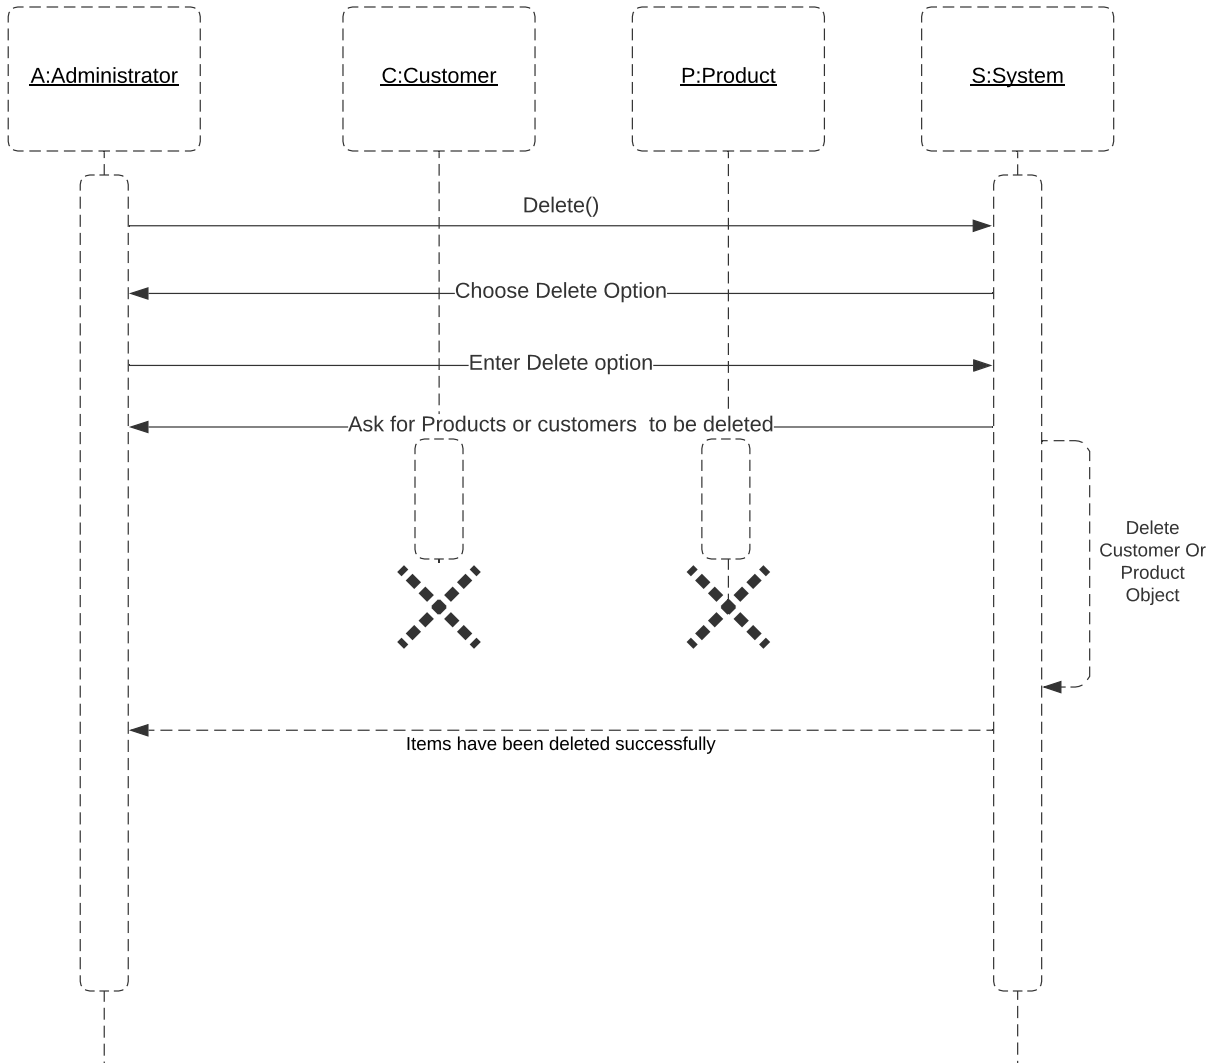 A:Administrator
C:Customer
P:Product
S:System
Delete()
Choose Delete Option
Enter Delete option
Ask for Products or customers  to be deleted
Delete
Customer Or
Product
Object
Items have been deleted successfully